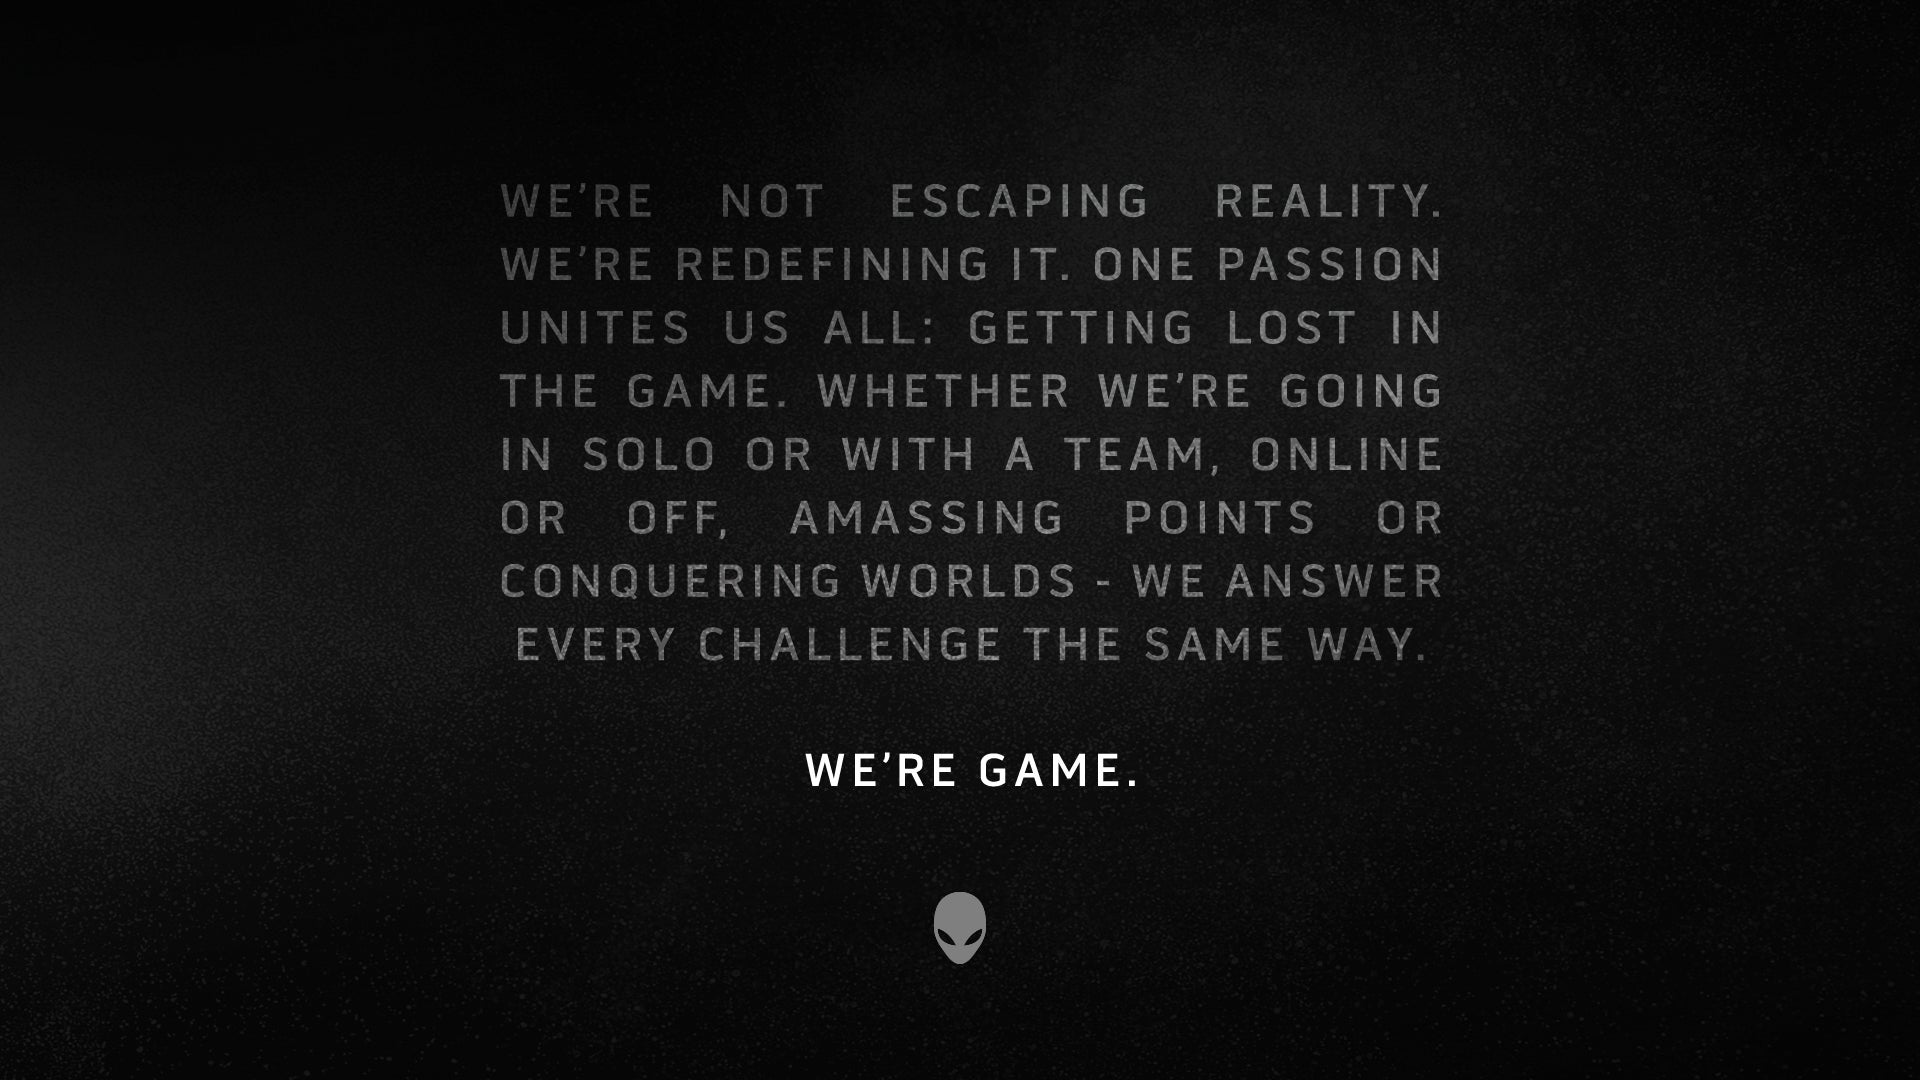 WE’RE NOT ESCAPING REALITY.
WE’RE REDEFINING IT. ONE PASSION
UNITES US ALL: GETTING LOST IN
THE GAME. WHETHER WE’RE GOING
IN SOLO OR WITH A TEAM, ONLINE
OR OFF, AMASSING POINTS OR
CONQUERING WORLDS - WE ANSWER
EVERY CHALLENGE THE SAME WAY.
WE’RE GAME.